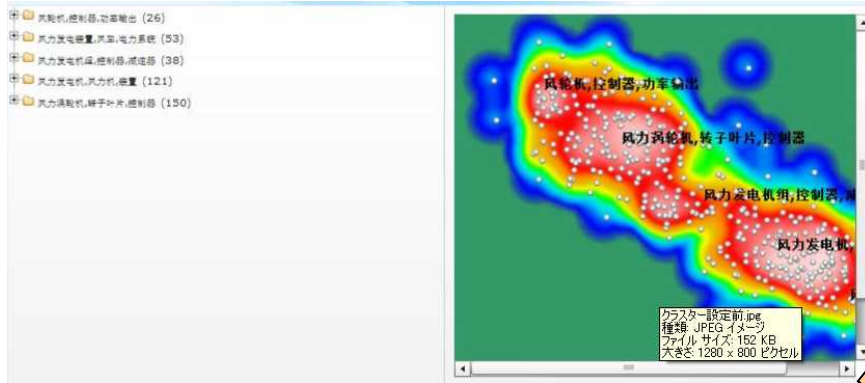 风轮机,控制器,功率输出 (26)
风力发电装置,风车,电力系统 (53)
风力发电机组,控制器,减速器 (38)
风力发电机,风力机,装置 (121)
风力涡轮机,转子叶片,控制器 (150)
风轮机,控制器,功率输出
风力涡轮机,转子叶片,控制器
风力发电机组,控制器,减
风力发电机,
クラスター設定前.jpg
種類: JPEG イメージ
ファイル サイズ: 152 KB
大きさ: 1280 x 800 ピクセル